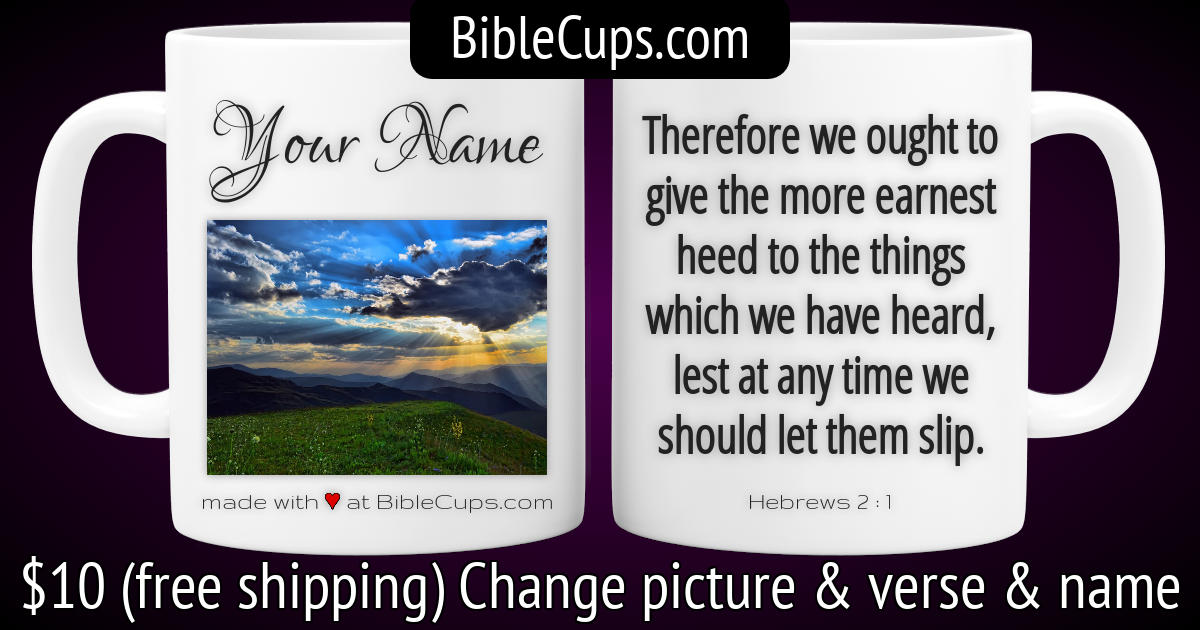 BibleCups.com
Your Name
made with ♥ at BibleCups.com
Therefore we ought to
give the more earnest
heed to the things
which we have heard,
lest at any time we
should let them slip.
Hebrews 2 : 1
$10 (free shipping) Change picture & verse & name